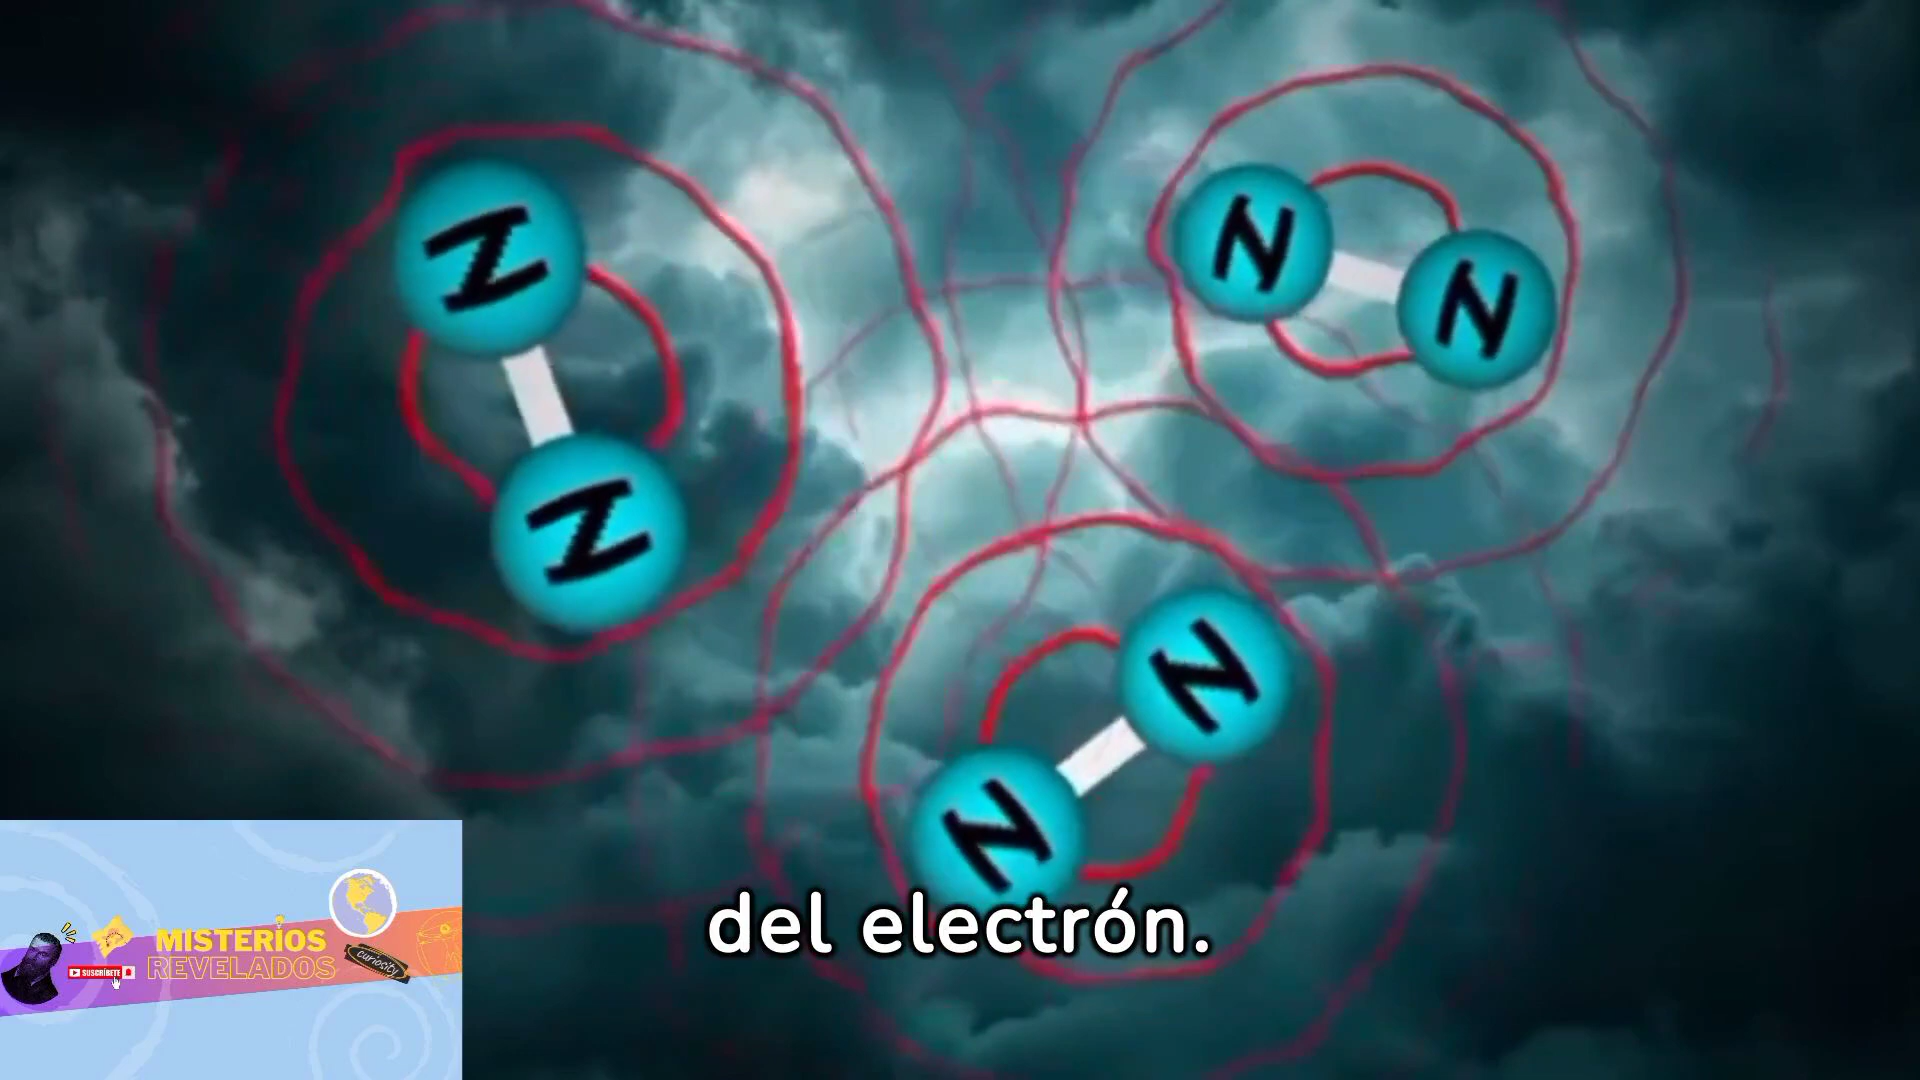 N
N
N
N
N
N
del electrón.
MISTERIOS
REVELADOS
SUSCRÍBETE
curiosity